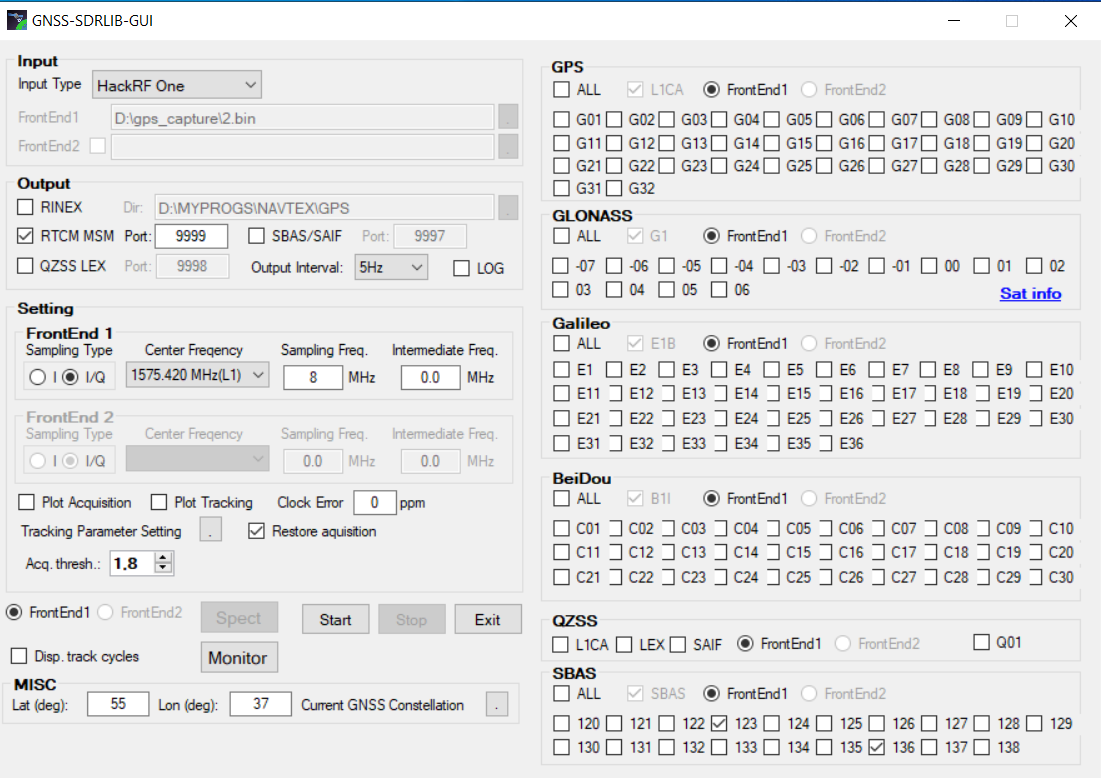 GNSS-SDRLIB-GUI
Input
Input Type HackRF One
FrontEnd1 D:\gps_capture\2.bin .
FrontEnd2 .
Output
RINEX Dir: D:\MYPROGS\NAVTEX\GPS .
RTCM MSM Port: 9999 SBAS/SAIF Port: 9997
QZSS LEX Port: 9998 Output Interval: 5Hz LOG
Setting
FrontEnd 1
Sampling Type Center Freqency Sampling Freq. Intermediate Freq.
I I/Q 1575.420 MHz(L1) 8 MHz 0.0 MHz
FrontEnd 2
Sampling Type Center Freqency Sampling Freq. Intermediate Freq.
I I/Q 0.0 MHz 0.0 MHz
Plot Acquisition Plot Tracking Clock Error 0 ppm
Tracking Parameter Setting . Restore aquisition
Acq. thresh.: 1,8
FrontEnd1 FrontEnd2 Spect Start Stop Exit
Disp. track cycles Monitor
MISC
Lat (deg): 55 Lon (deg): 37 Current GNSS Constellation .
GPS
ALL L1CA FrontEnd1 FrontEnd2
G01 G02 G03 G04 G05 G06 G07 G08 G09 G10
G11 G12 G13 G14 G15 G16 G17 G18 G19 G20
G21 G22 G23 G24 G25 G26 G27 G28 G29 G30
G31 G32
GLONASS
ALL G1 FrontEnd1 FrontEnd2
-07 -06 -05 -04 -03 -02 -01 00 01 02
03 04 05 06 Sat info
Galileo
ALL E1B FrontEnd1 FrontEnd2
E1 E2 E3 E4 E5 E6 E7 E8 E9 E10
E11 E12 E13 E14 E15 E16 E17 E18 E19 E20
E21 E22 E23 E25 E26 E27 E28 E29 E30
E31 E32 E33 E34 E35 E36
BeiDou
ALL B1I FrontEnd1 FrontEnd2
C01 C02 C03 C04 C05 C06 C07 C08 C09 C10
C11 C12 C13 C14 C15 C16 C17 C18 C19 C20
C21 C22 C23 C24 C25 C26 C27 C28 C29 C30
QZSS
L1CA LEX SAIF FrontEnd1 FrontEnd2 Q01
SBAS
ALL SBAS FrontEnd1 FrontEnd2
120 121 122 123 124 125 126 127 128 129
130 131 132 133 134 135 136 137 138